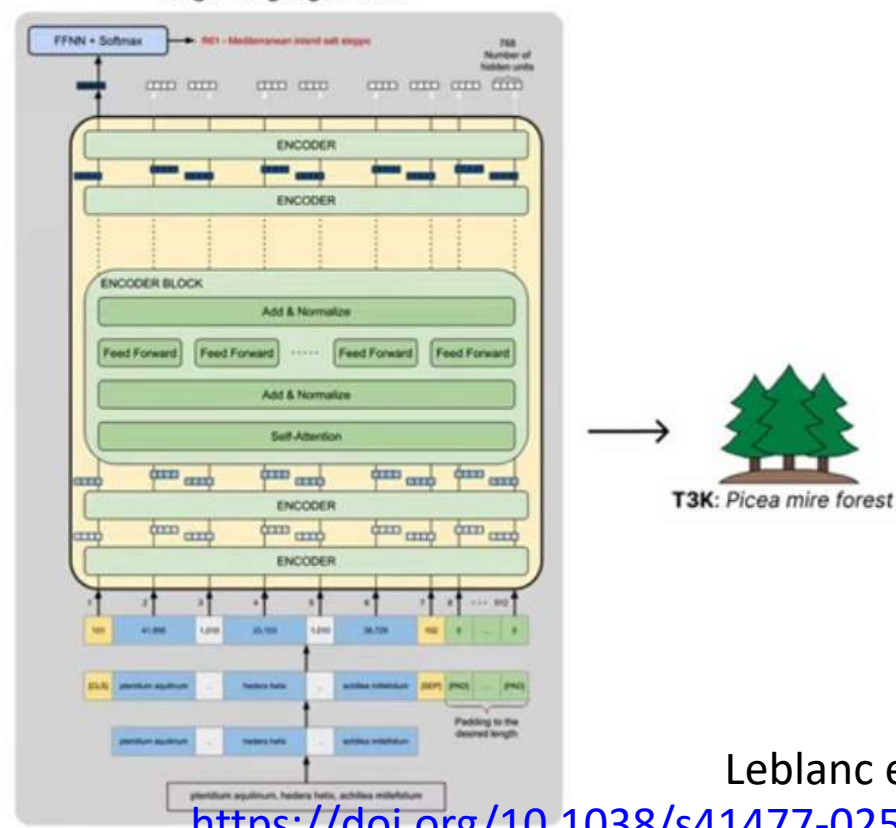 FFNN + Softmax
R61 - Mediterranean inland salt steppe
768
Number of
hidden units
ENCODER
ENCODER
ENCODER BLOCK
Add & Normalize
Feed Forward Feed Forward ..... Feed Forward Feed Forward
Add & Normalize
Self-Attention
ENCODER
ENCODER
T3K: Picea mire forest
1 2 3 4 5 6 7 8 ... 512
101 1,010 1,010 102 0 ... 0
[CLS] pteridium aquilinum , hedera helix , achillea millefolium [SEP] [PAD] ... [PAD]
Padding to the
desired length
pteridium aquilinum , hedera helix , achillea millefolium
pteridium aquilinum, hedera helix, achillea millefolium
Leblanc e
https://doi.org/10.1038/s41477-025